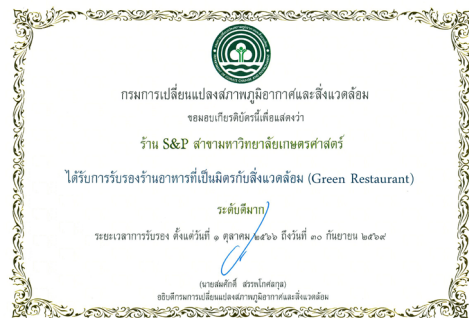 กรมการเปลี่ยนแปลงสภาพภูมิอากาศและสิ่งแวดล้อม
ขอมอบเกียรติบัตรนี้เพื่อแสดงว่า
ร้าน S&P สาขามหาวิทยาลัยเกษตรศาสตร์
ได้รับการรับรองร้านอาหารที่เป็นมิตรกับสิ่งแวดล้อม (Green Restaurant)
ระดับดีมาก
ระยะเวลาการรับรอง ตั้งแต่วันที่ ๑ ตุลาคม ๒๕๖๖ ถึงวันที่ ๓๐ กันยายน ๒๕๖๙
(นายสมศักดิ์ สรรพโกศลกุล)
อธิบดีกรมการเปลี่ยนแปลงสภาพภูมิอากาศและสิ่งแวดล้อม